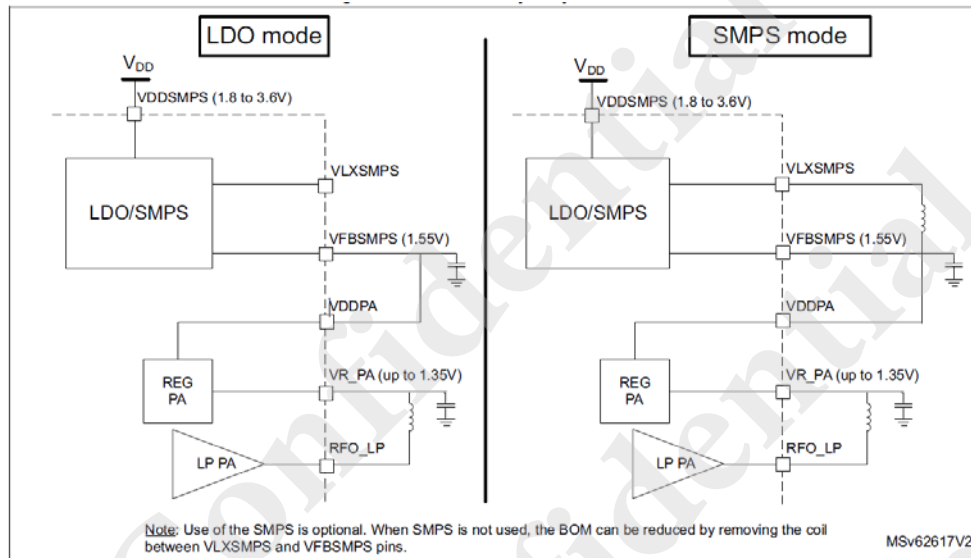 LDO mode
VDD
VDDSMPS (1.8 to 3.6V)
LDO/SMPS
VLXSMPS
VFBSMPS (1.55V)
VDDPA
REG
PA
VR_PA (up to 1.35V)
LP PA
RFO_LP
SMPS mode
VDD
VDDSMPS (1.8 to 3.6V)
LDO/SMPS
VLXSMPS
VFBSMPS (1.55V)
VDDPA
REG
PA
VR_PA (up to 1.35V)
LP PA
RFO_LP
Note: Use of the SMPS is optional. When SMPS is not used, the BOM can be reduced by removing the coil
between VLXSMPS and VFBSMPS pins.
MSv62617V2
Confidential